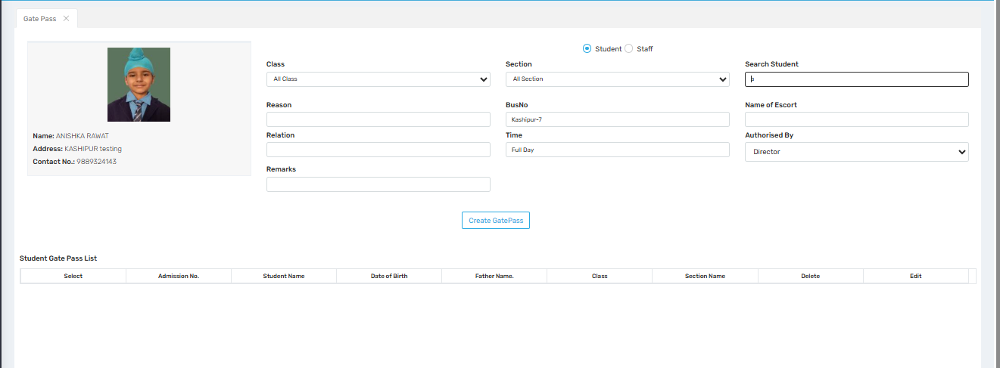 Gate Pass
Student Staff
Class Section Search Student
All Class All Section a
Reason BusNo Name of Escort
Kashipur-7
Name: ANISHKA RAWAT
Relation Time Authorised By
Address: KASHIPUR testing
Full Day Director
Contact No.: 9889324143
Remarks
Create GatePass
Student Gate Pass List
Select Admission No. Student Name Date of Birth Father Name. Class Section Name Delete Edit